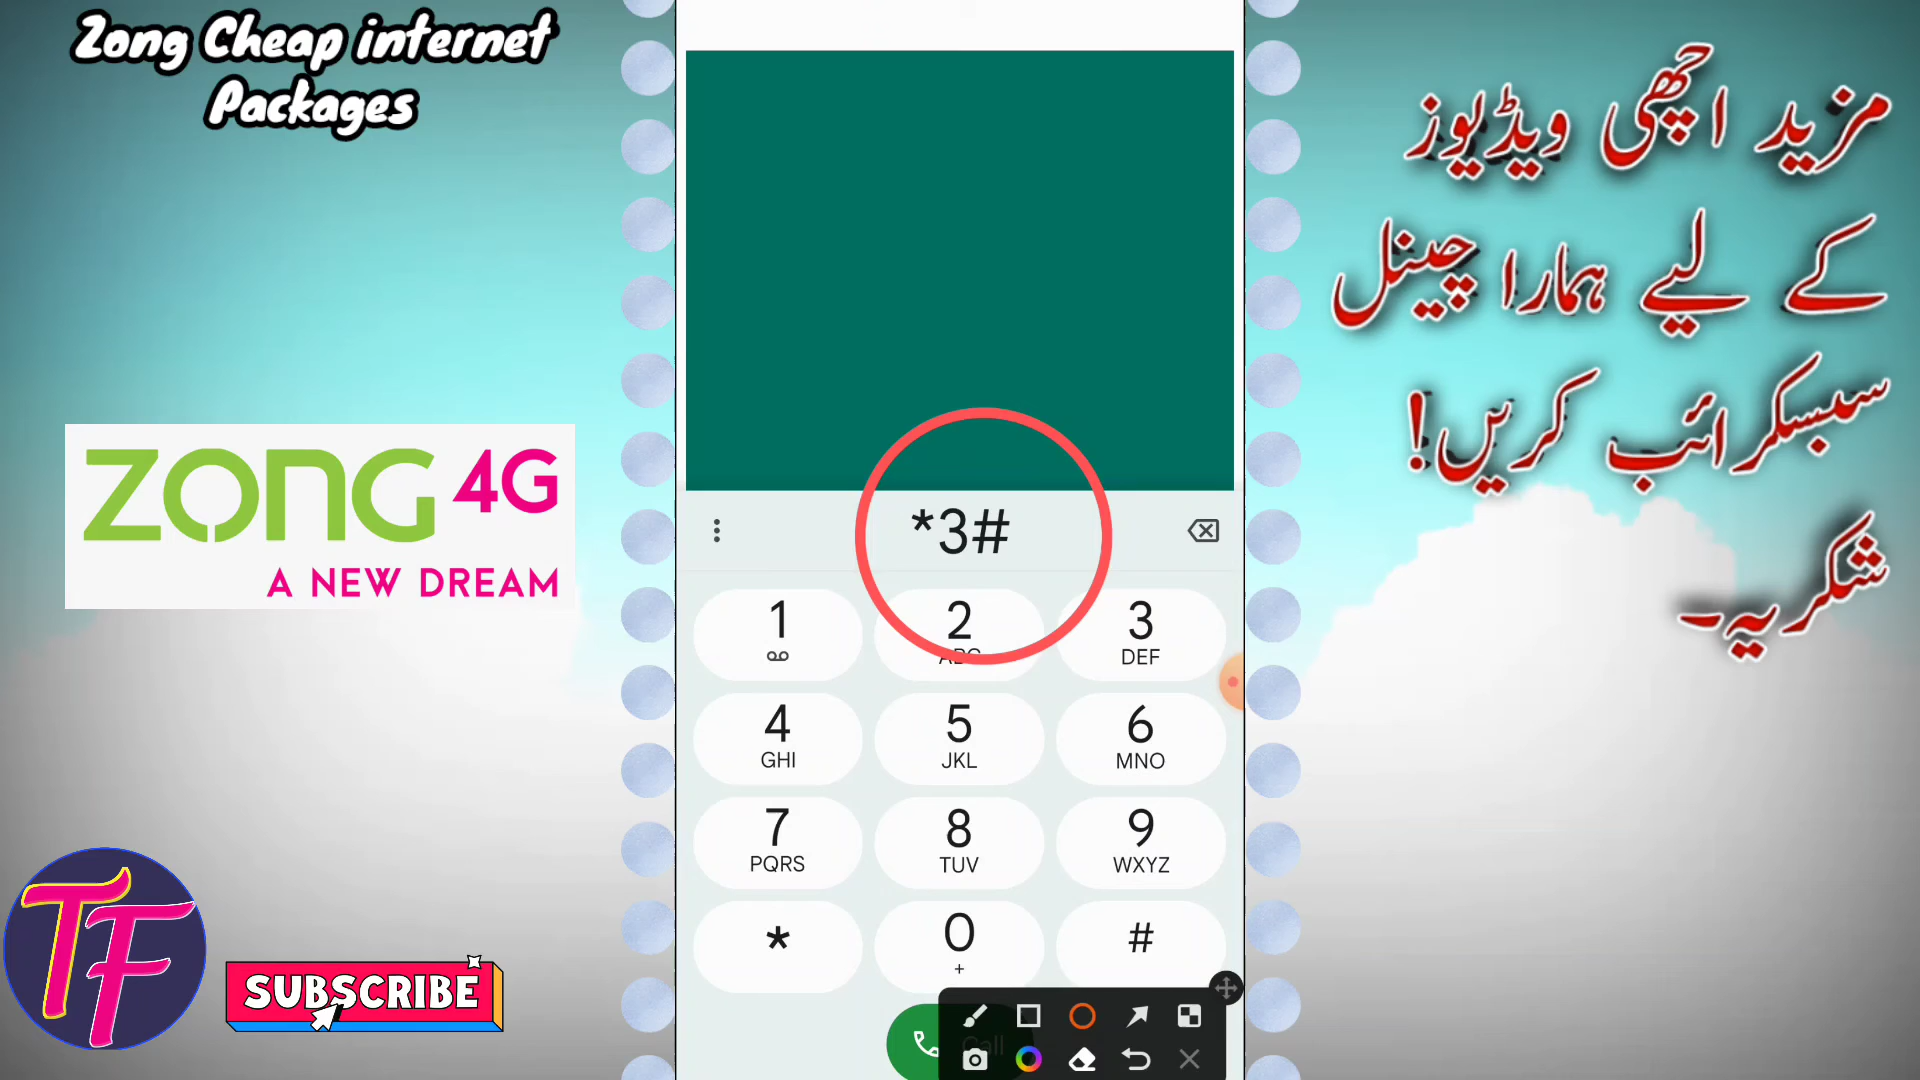 Zong Cheap internet
Packages
ZONG 4G
A NEW DREAM
TF
SUBSCRIBE
*3#
1
2
ABC
3
DEF
4
GHI
5
JKL
6
MNO
7
PQRS
8
TUV
9
WXYZ
*
0
+
#
Call
مزید اچھی ویڈیوز
کے لیے ہمارا چینل
سبسکرائب کریں!
شکریہ۔